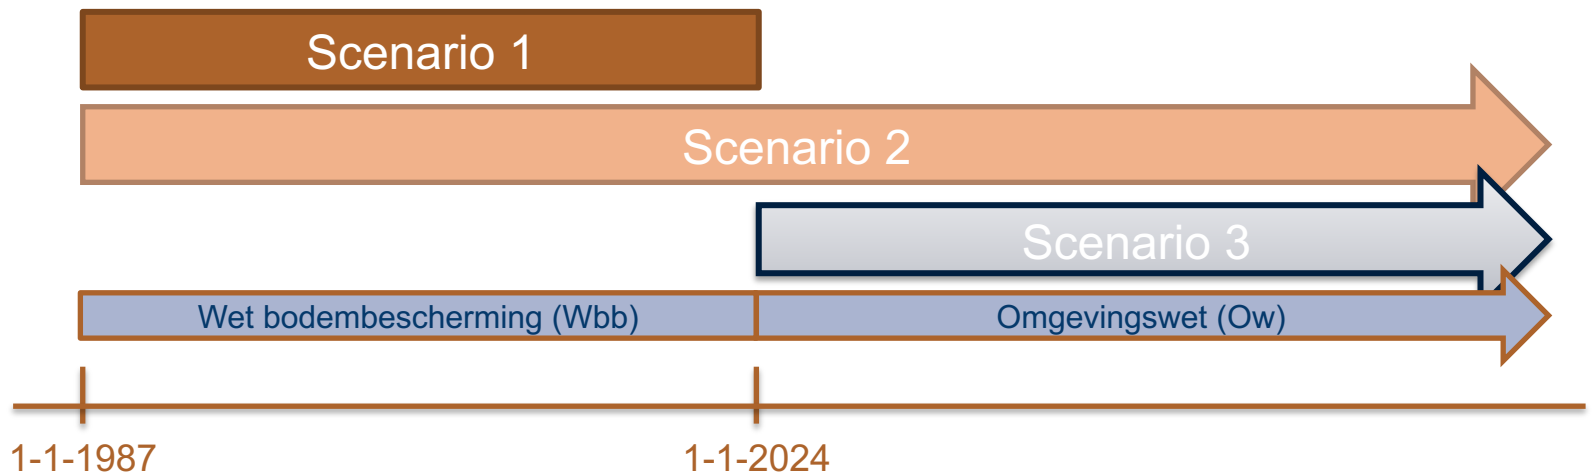 Scenario 1
Scenario 2
Scenario 3
Wet bodembescherming (Wbb)
Omgevingswet (Ow)
1-1-1987
1-1-2024